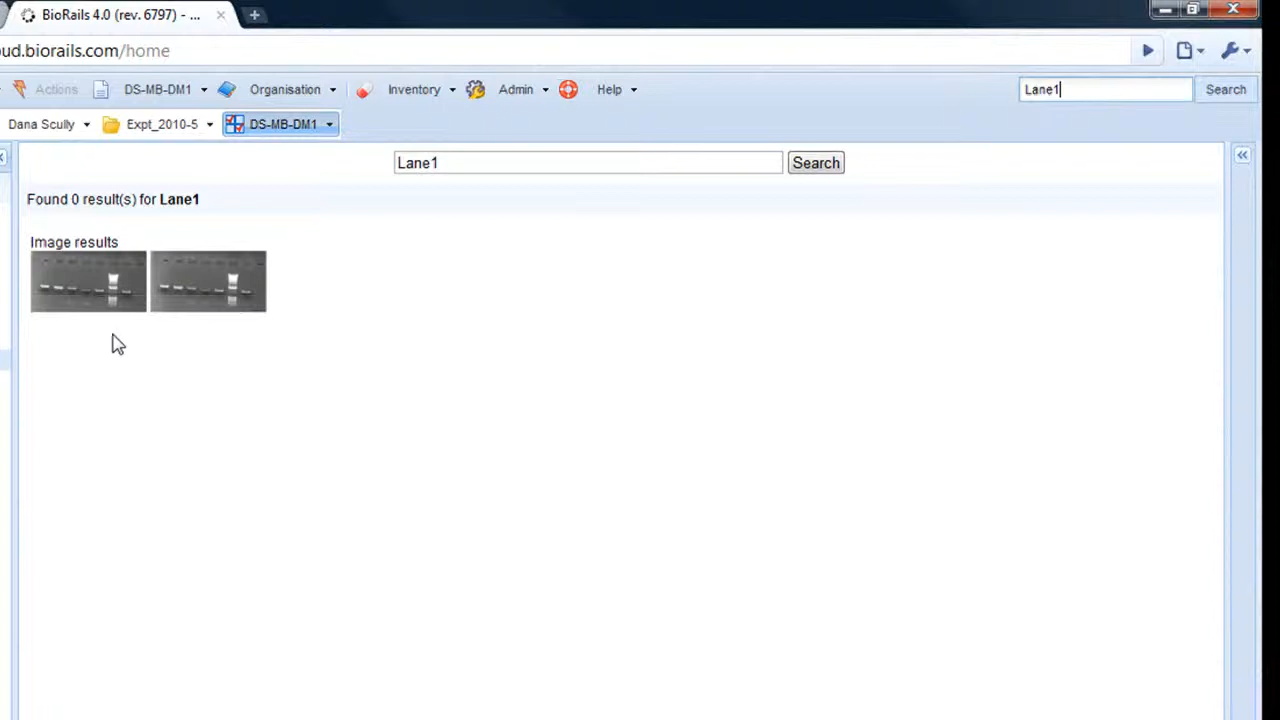 BioRails 4.0 (rev. 6797) - ...
oud.biorails.com/home
Actions DS-MB-DM1 Organisation Inventory Admin Help Lane1 Search
Dana Scully Expt_2010-5 DS-MB-DM1
Lane1 Search
Found 0 result(s) for Lane1
Image results